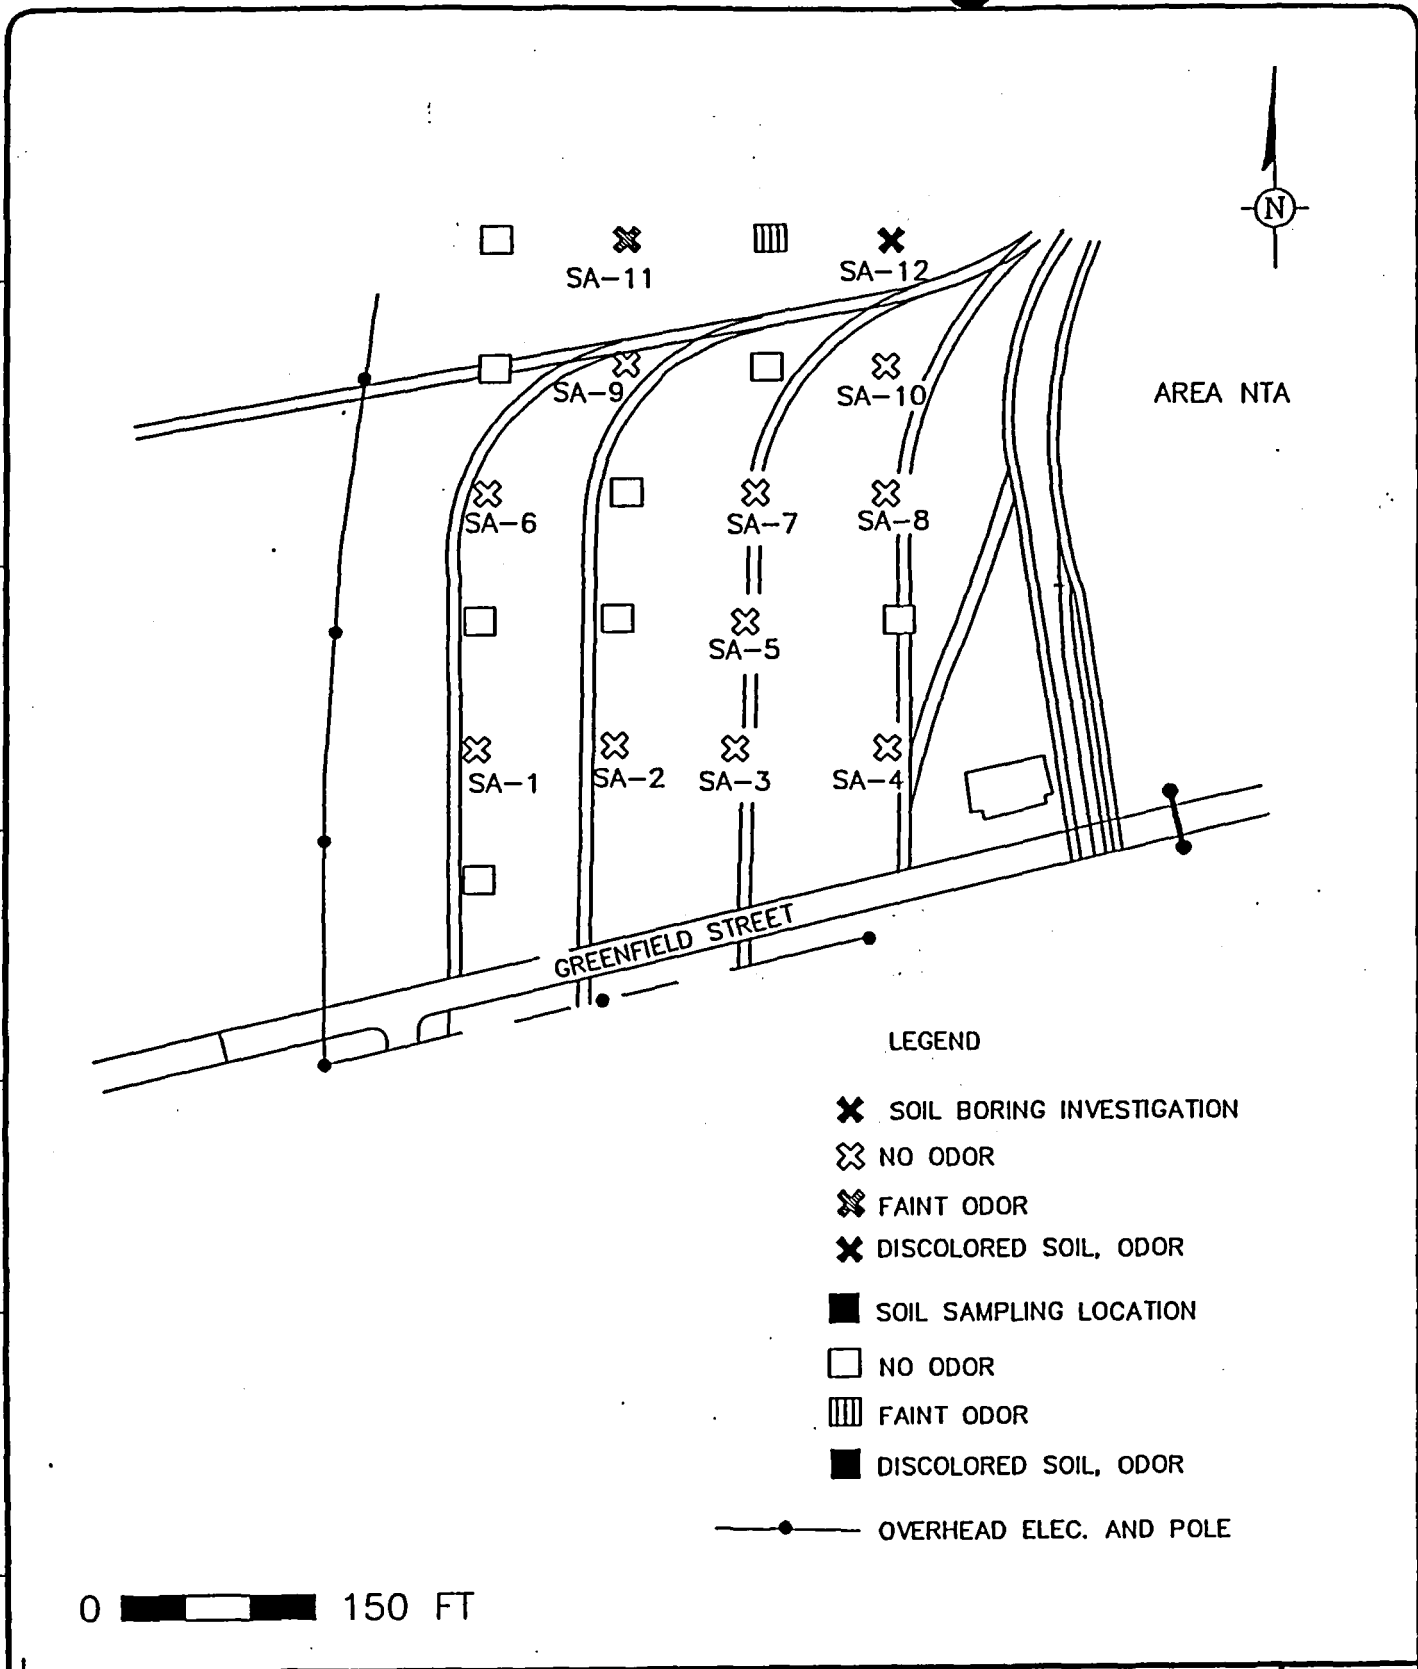 N
SA-11
SA-12
SA-9
SA-10
AREA NTA
SA-6
SA-7
SA-8
SA-5
SA-1
SA-2
SA-3
SA-4
GREENFIELD STREET
LEGEND
SOIL BORING INVESTIGATION
NO ODOR
FAINT ODOR
DISCOLORED SOIL, ODOR
SOIL SAMPLING LOCATION
NO ODOR
FAINT ODOR
DISCOLORED SOIL, ODOR
OVERHEAD ELEC. AND POLE
0 150 FT